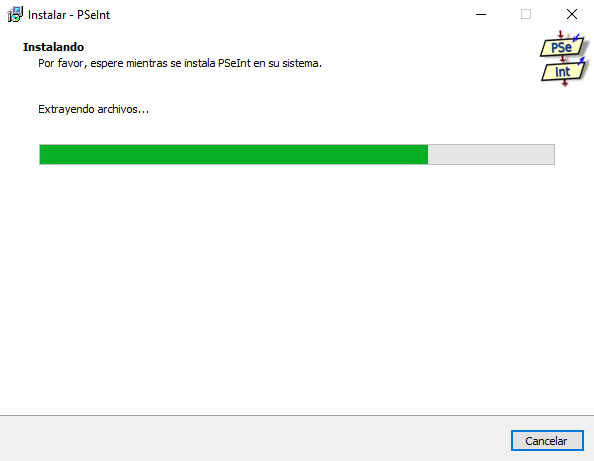 Instalar - PSeInt
Instalando
Por favor, espere mientras se instala PSeInt en su sistema.
PSe
Int
Extrayendo archivos...
Cancelar